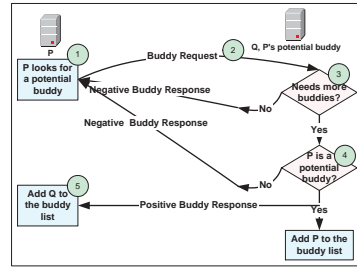 P
Q, P's potential buddy
1
P looks for
a potential
buddy
Buddy Request
2
3
Needs more
buddies?
Negative Buddy Response
No
Yes
Negative Buddy Response
4
P is a
potential
buddy?
No
5
Add Q to
the buddy
list
Positive Buddy Response
Yes
Add P to the
buddy list